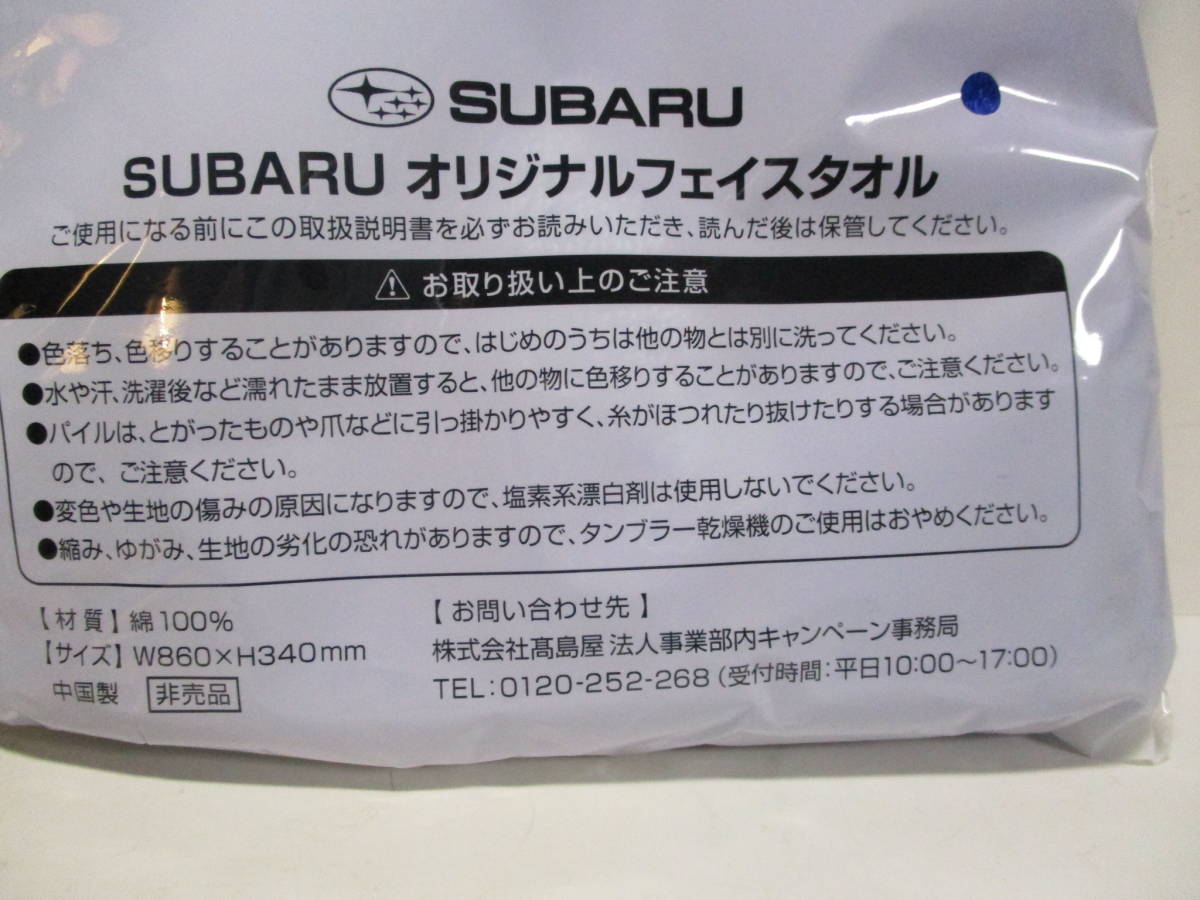 SUBARU
SUBARU オリジナルフェイスタオル
ご使用になる前にこの取扱説明書を必ずお読みいただき、読んだ後は保管してください。
お取り扱い上のご注意
●色落ち、色移りすることがありますので、はじめのうちは他の物とは別に洗ってください。
●水や汗、洗濯後など濡れたまま放置すると、他の物に色移りすることがありますので、ご注意ください。
●パイルは、とがったものや爪などに引っ掛かりやすく、糸がほつれたり抜けたりする場合があります
ので、ご注意ください。
●変色や生地の傷みの原因になりますので、塩素系漂白剤は使用しないでください。
●縮み、ゆがみ、生地の劣化の恐れがありますので、タンブラー乾燥機のご使用はおやめください。
【材質】綿100%
【サイズ】W860×H340mm
中国製 非売品
【お問い合わせ先】
株式会社髙島屋 法人事業部内キャンペーン事務局
TEL:0120-252-268(受付時間:平日10:00〜17:00)